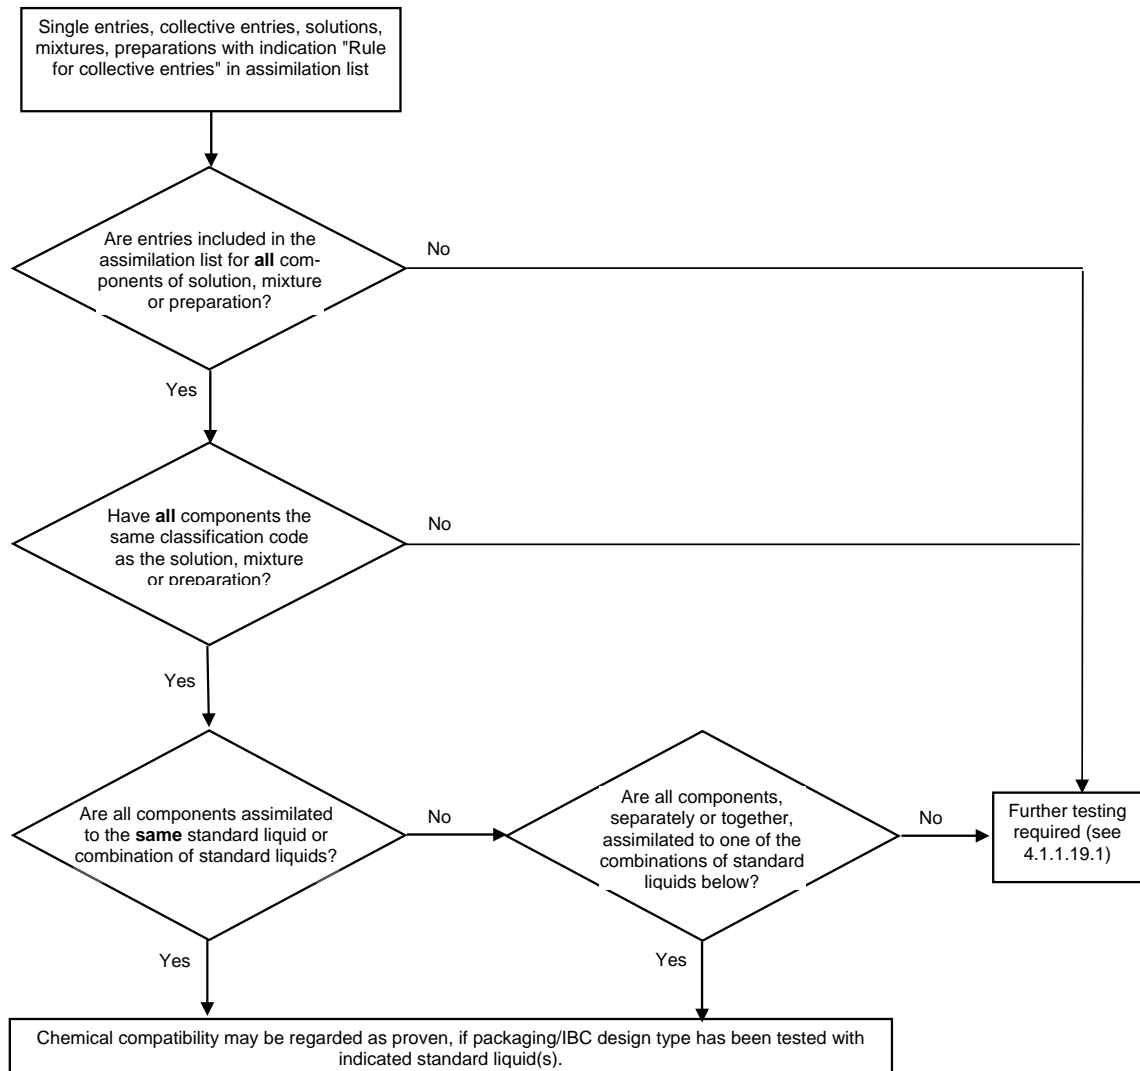 Single entries, collective entries, solutions,
mixtures, preparations with indication "Rule
for collective entries" in assimilation list
Are entries included in the
assimilation list for all com-
ponents of solution, mixture
or preparation?
No
Yes
Have all components the
same classification code
as the solution, mixture
or preparation?
No
Yes
Are all components assimilated
to the same standard liquid or
combination of standard liquids?
No
Are all components,
separately or together,
assimilated to one of the
combinations of standard
liquids below?
No
Further testing
required (see
4.1.1.19.1)
Yes
Yes
Chemical compatibility may be regarded as proven, if packaging/IBC design type has been tested with
indicated standard liquid(s).